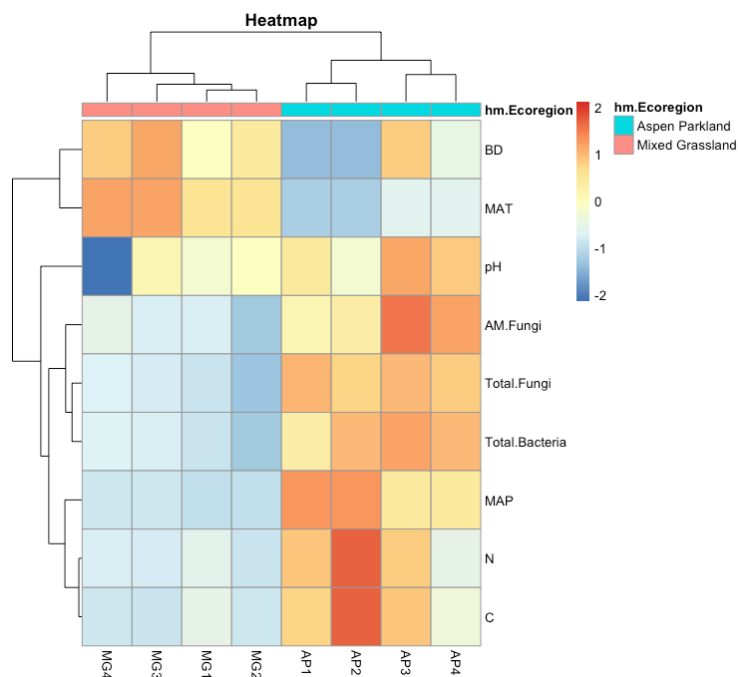 Heatmap
hm.Ecoregion
BD
MAT
pH
AM.Fungi
Total.Fungi
Total.Bacteria
MAP
N
C
MG4
MG3
MG1
MG2
AP1
AP2
AP3
AP4
2
1
0
-1
-2
hm.Ecoregion
Aspen Parkland
Mixed Grassland